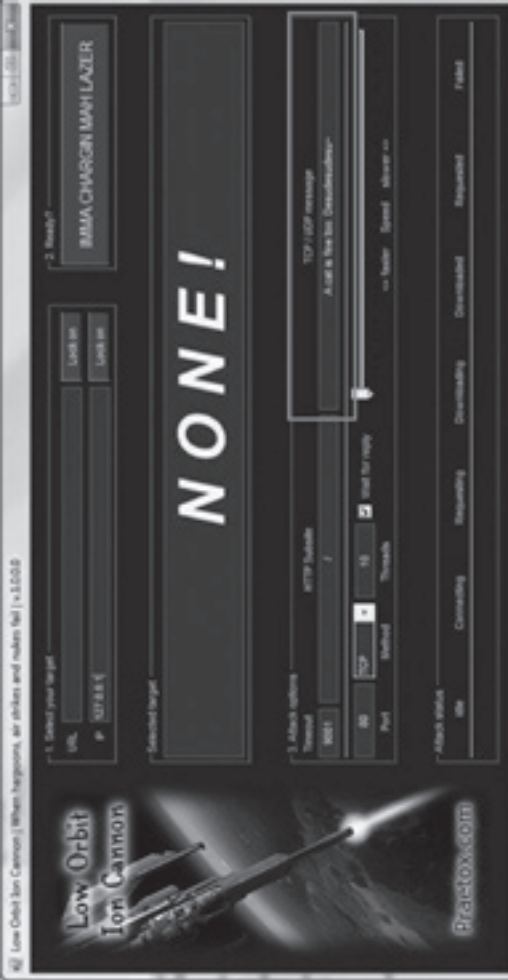 Low Orbit Ion Cannon | When harpoons, air strikes and nukes fail | v.1.0.0.0
Low Orbit
Ion Cannon
Praetox.com
1. Select your target
URL
Lock on
IP
127.0.0.1
Lock on
2. Ready?
IMMA CHARGIN MAH LAZER
Selected target
NONE!
3. Attack options
Timeout
HTTP Subsite
TCP / UDP message
9001
/
A cat is fine too. Desudesudesu~
80
TCP
10
Wait for reply
Port
Method
Threads
<= faster Speed slower =>
Attack status
Idle
Connecting
Requesting
Downloading
Downloaded
Requested
Failed